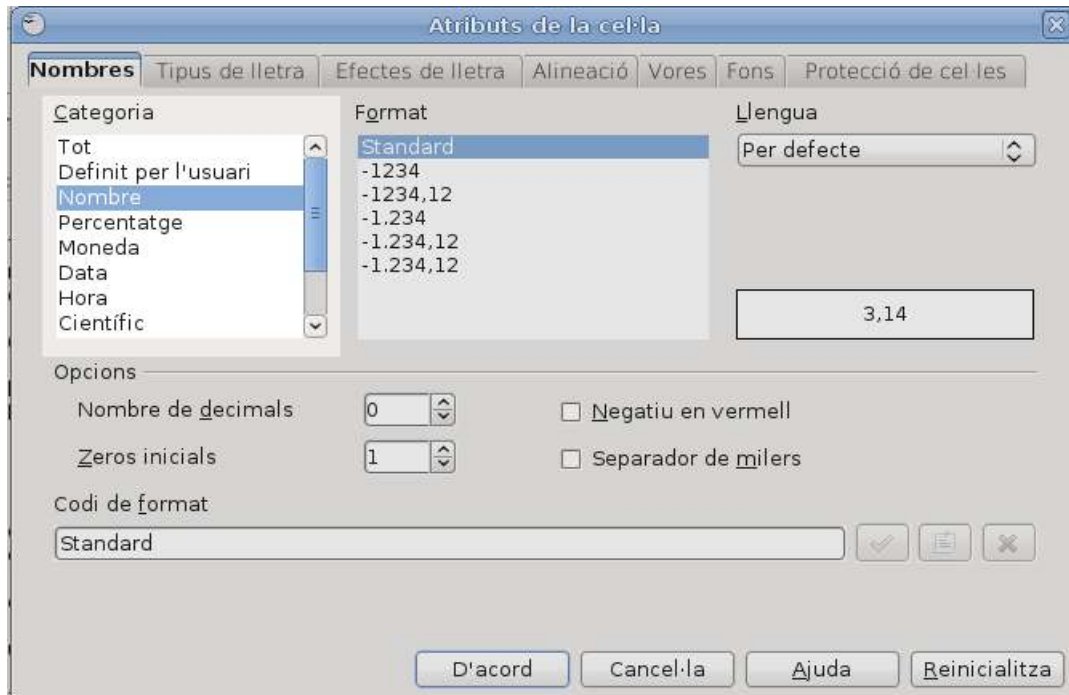 Atributs de la cel·la
Nombres Tipus de lletra Efectes de lletra Alineació Vores Fons Protecció de cel·les
Categoria
Tot
Definit per l'usuari
Nombre
Percentatge
Moneda
Data
Hora
Científic
Format
Standard
-1234
-1234,12
-1.234
-1.234,12
-1.234,12
Llengua
Per defecte
3,14
Opcions
Nombre de decimals 0 Negatiu en vermell
Zeros inicials 1 Separador de milers
Codi de format
Standard
D'acord Cancel·la Ajuda Reinicialitza